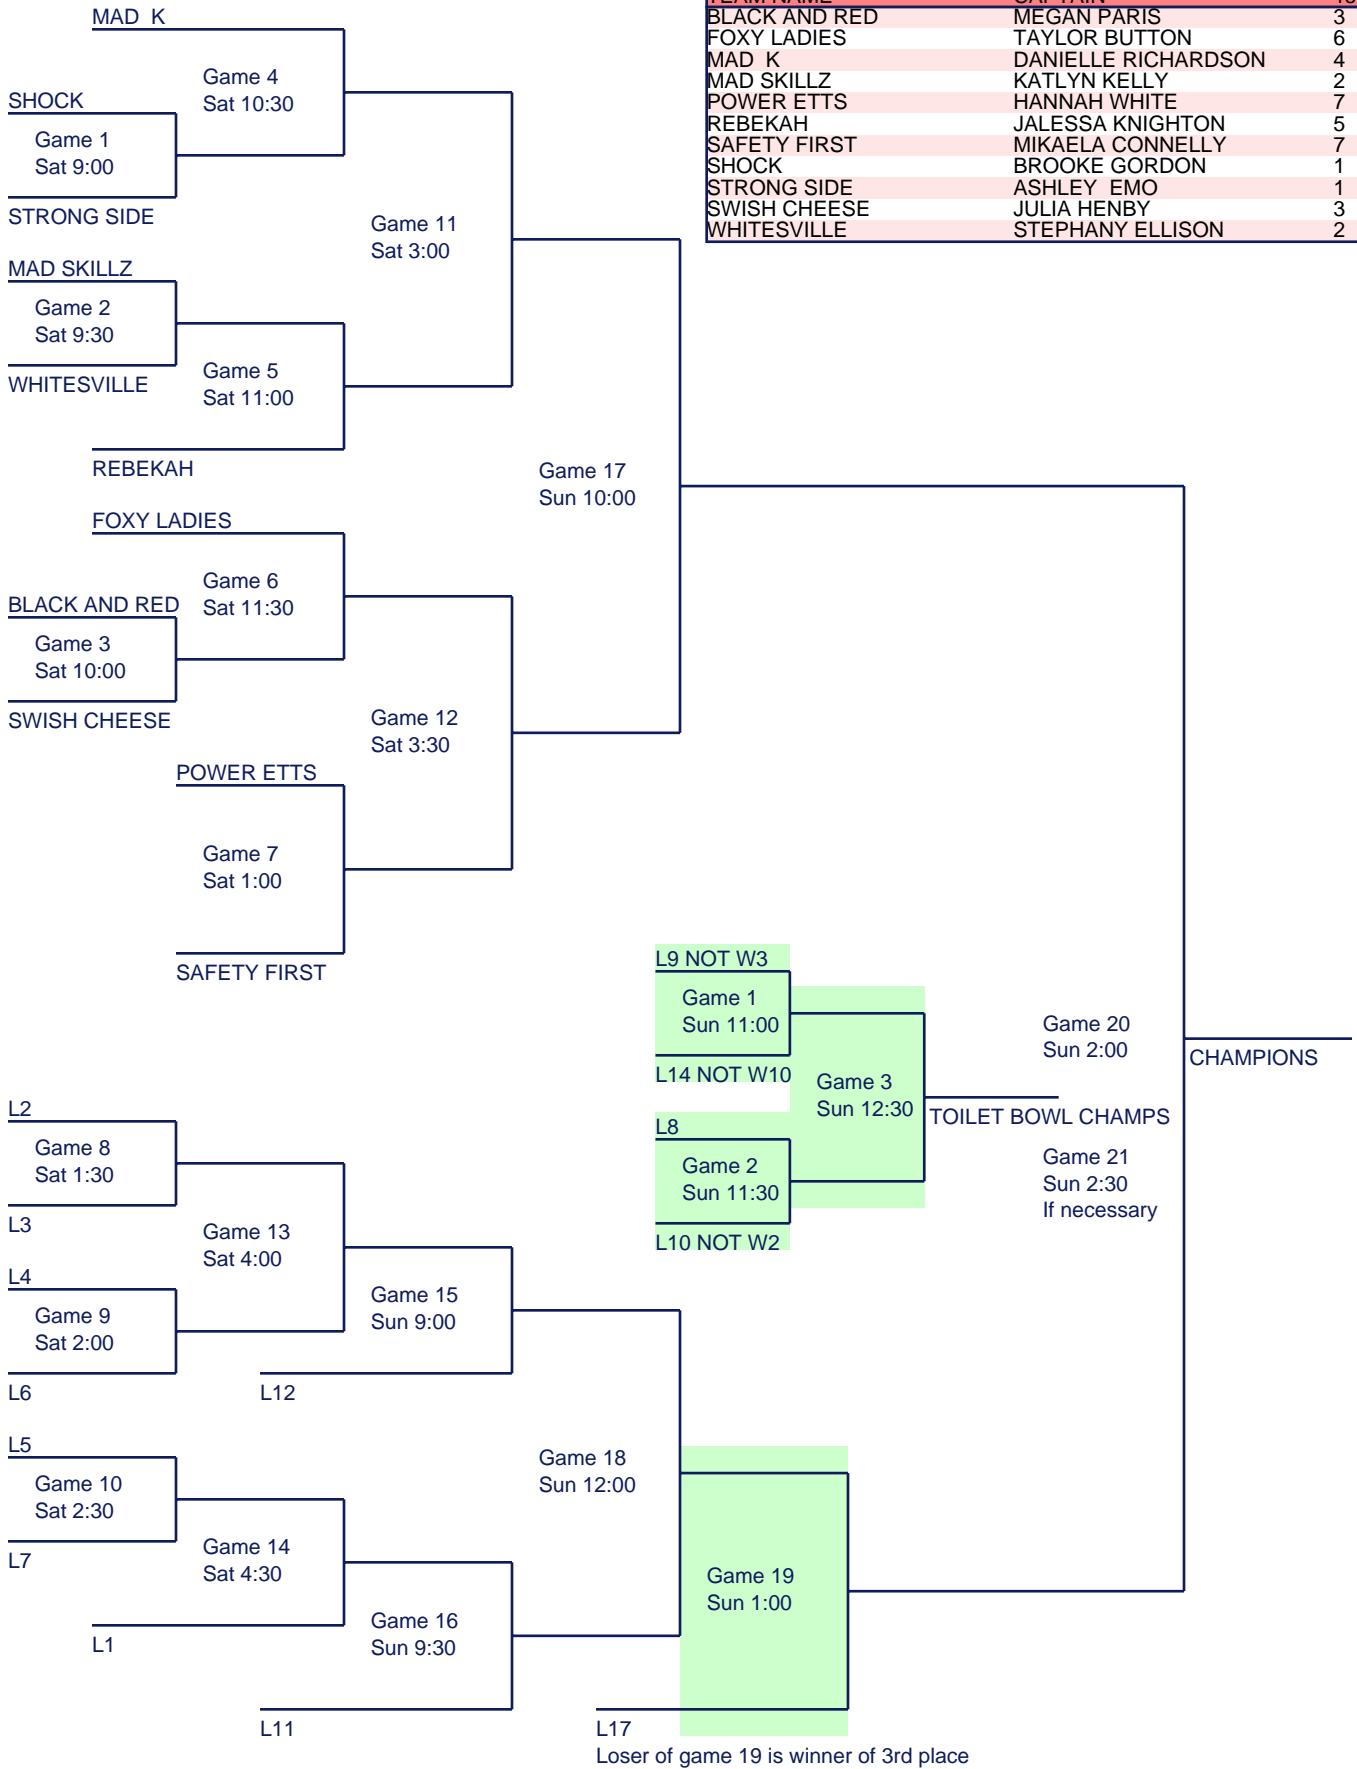 MAD  K
BLACK AND RED MEGAN PARIS 3
FOXY LADIES TAYLOR BUTTON 6
MAD  K DANIELLE RICHARDSON 4
MAD SKILLZ KATLYN KELLY 2
POWER ETTS HANNAH WHITE 7
REBEKAH JALESSA KNIGHTON 5
SAFETY FIRST MIKAELA CONNELLY 7
SHOCK BROOKE GORDON 1
STRONG SIDE ASHLEY  EMO 1
SWISH CHEESE JULIA HENBY 3
WHITESVILLE STEPHANY ELLISON 2
Game 4
Sat 10:30
SHOCK
Game 1
Sat 9:00
STRONG SIDE
Game 11
Sat 3:00
MAD SKILLZ
Game 2
Sat 9:30
WHITESVILLE
Game 5
Sat 11:00
REBEKAH
Game 17
Sun 10:00
FOXY LADIES
Game 6
Sat 11:30
BLACK AND RED
Game 3
Sat 10:00
SWISH CHEESE
Game 12
Sat 3:30
POWER ETTS
Game 7
Sat 1:00
SAFETY FIRST
L9 NOT W3
Game 1
Sun 11:00
L14 NOT W10
Game 3
Sun 12:30
Game 20
Sun 2:00
CHAMPIONS
L8
Game 2
Sun 11:30
L10 NOT W2
TOILET BOWL CHAMPS
Game 21
Sun 2:30
If necessary
L2
Game 8
Sat 1:30
L3
Game 13
Sat 4:00
L4
Game 9
Sat 2:00
L6
Game 15
Sun 9:00
L12
L5
Game 10
Sat 2:30
L7
Game 18
Sun 12:00
Game 14
Sat 4:30
L1
Game 16
Sun 9:30
L11
Game 19
Sun 1:00
L17
Loser of game 19 is winner of 3rd place